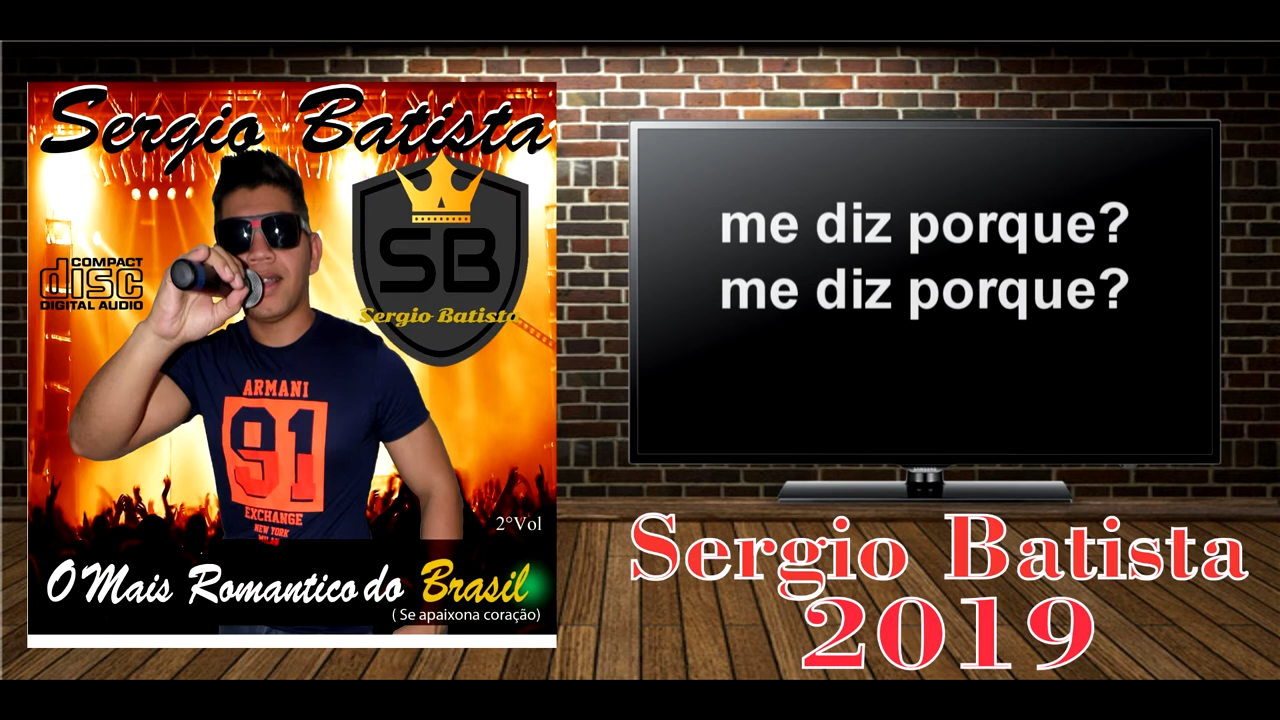 Sergio Batista
SB
Sergio Batista
COMPACT
disc
DIGITAL AUDIO
ARMANI
91
EXCHANGE
NEW YORK
MILAN
2°Vol
O Mais Romantico do Brasil
( Se apaixona coração)
me diz porque?
me diz porque?
Sergio Batista
2019